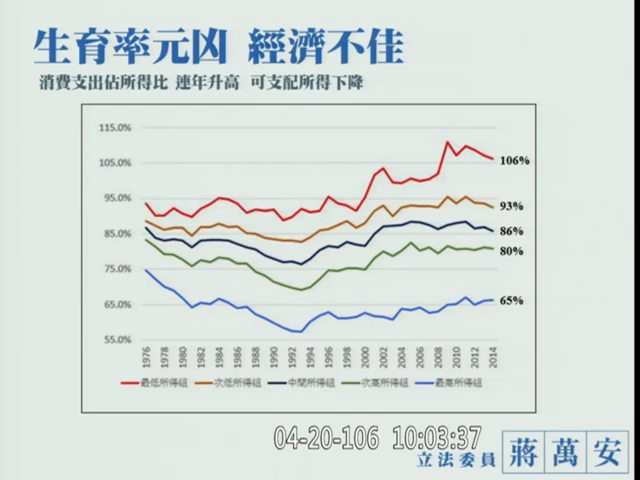 生育率元凶 經濟不佳
消費支出佔所得比 連年升高 可支配所得下降
115.0%
105.0%
95.0%
85.0%
75.0%
65.0%
55.0%
106%
93%
86%
80%
65%
1976 1978 1980 1982 1984 1986 1988 1990 1992 1994 1996 1998 2000 2002 2004 2006 2008 2010 2012 2014
最低所得組 次低所得組 中間所得組 次高所得組 最高所得組
04-20-106 10:03:37
立法委員 蔣萬安